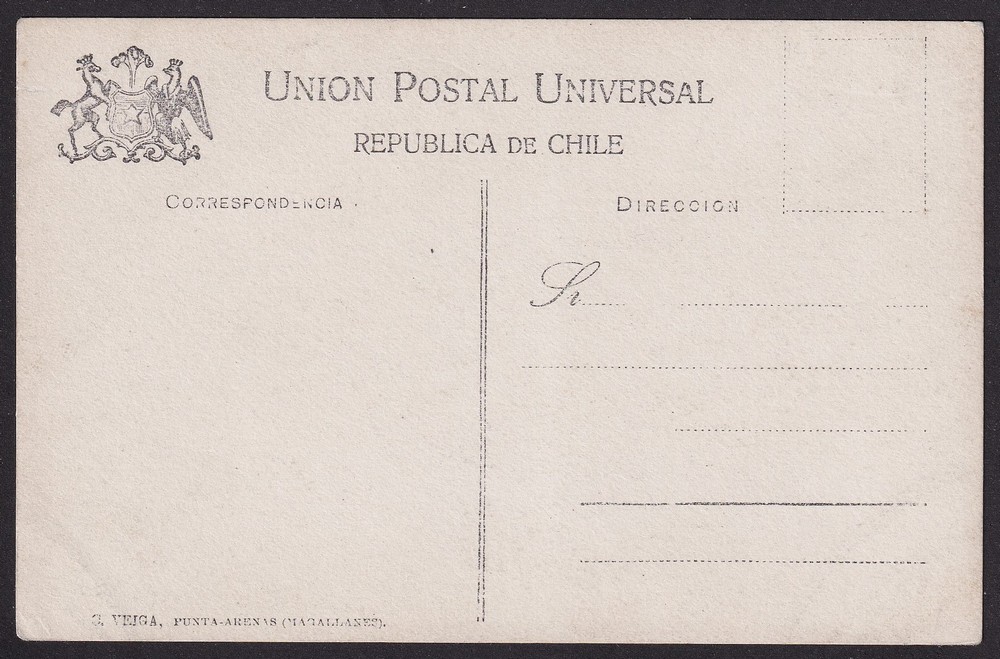 UNION POSTAL UNIVERSAL
REPUBLICA DE CHILE
CORRESPONDENCIA
DIRECCION
Sr.
VEIGA, PUNTA-ARENAS (MAGALLANES).